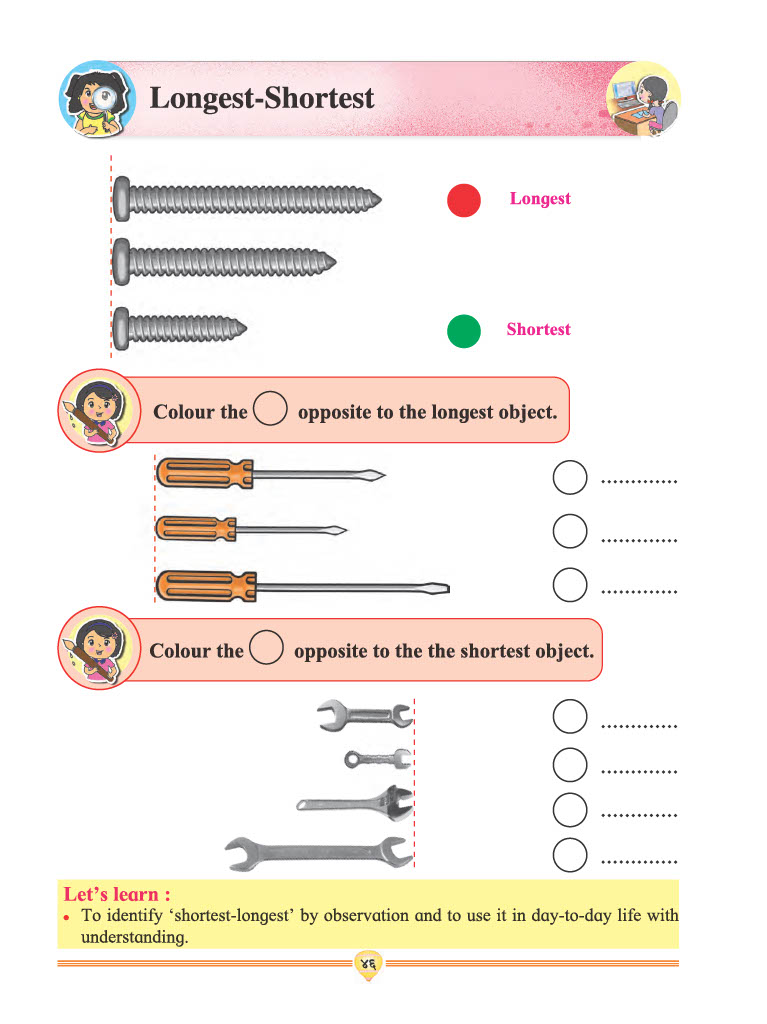 Longest-Shortest
Longest
Shortest
Colour the opposite to the longest object.
............
............
............
Colour the opposite to the the shortest object.
............
............
............
............
Let's learn :
• To identify ‘shortest-longest’ by observation and to use it in day-to-day life with
understanding.
४६